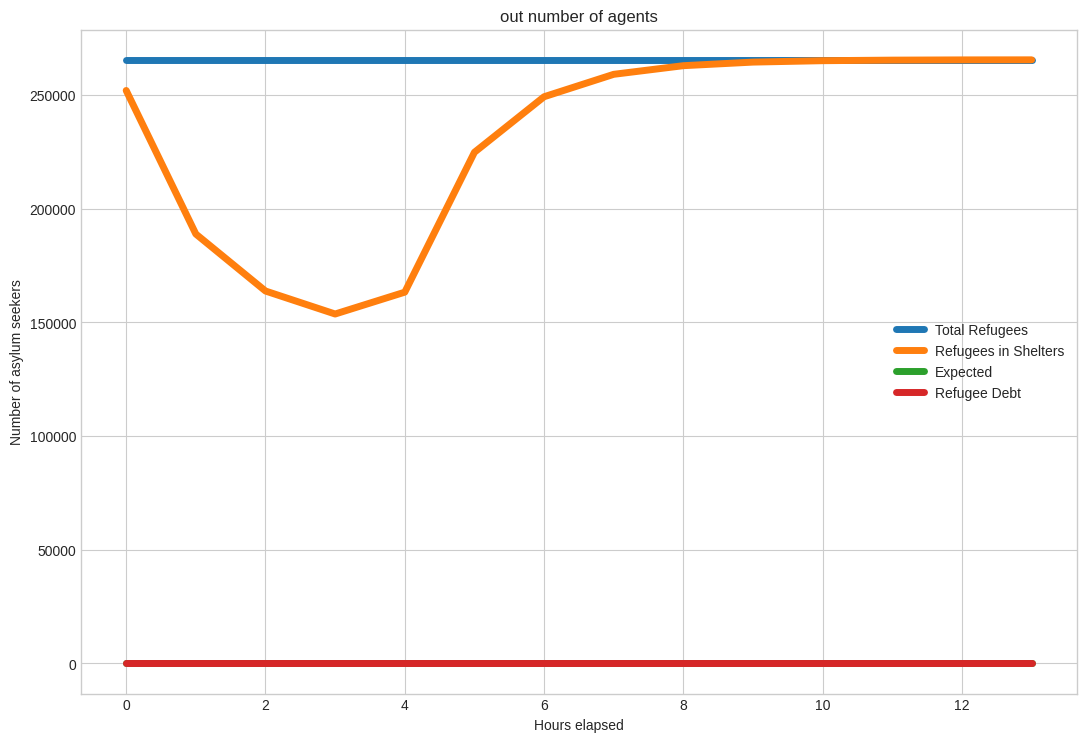 out number of agents
Number of asylum seekers
250000
200000
150000
100000
50000
0
Total Refugees
Refugees in Shelters
Expected
Refugee Debt
0 2 4 6 8 10 12
Hours elapsed